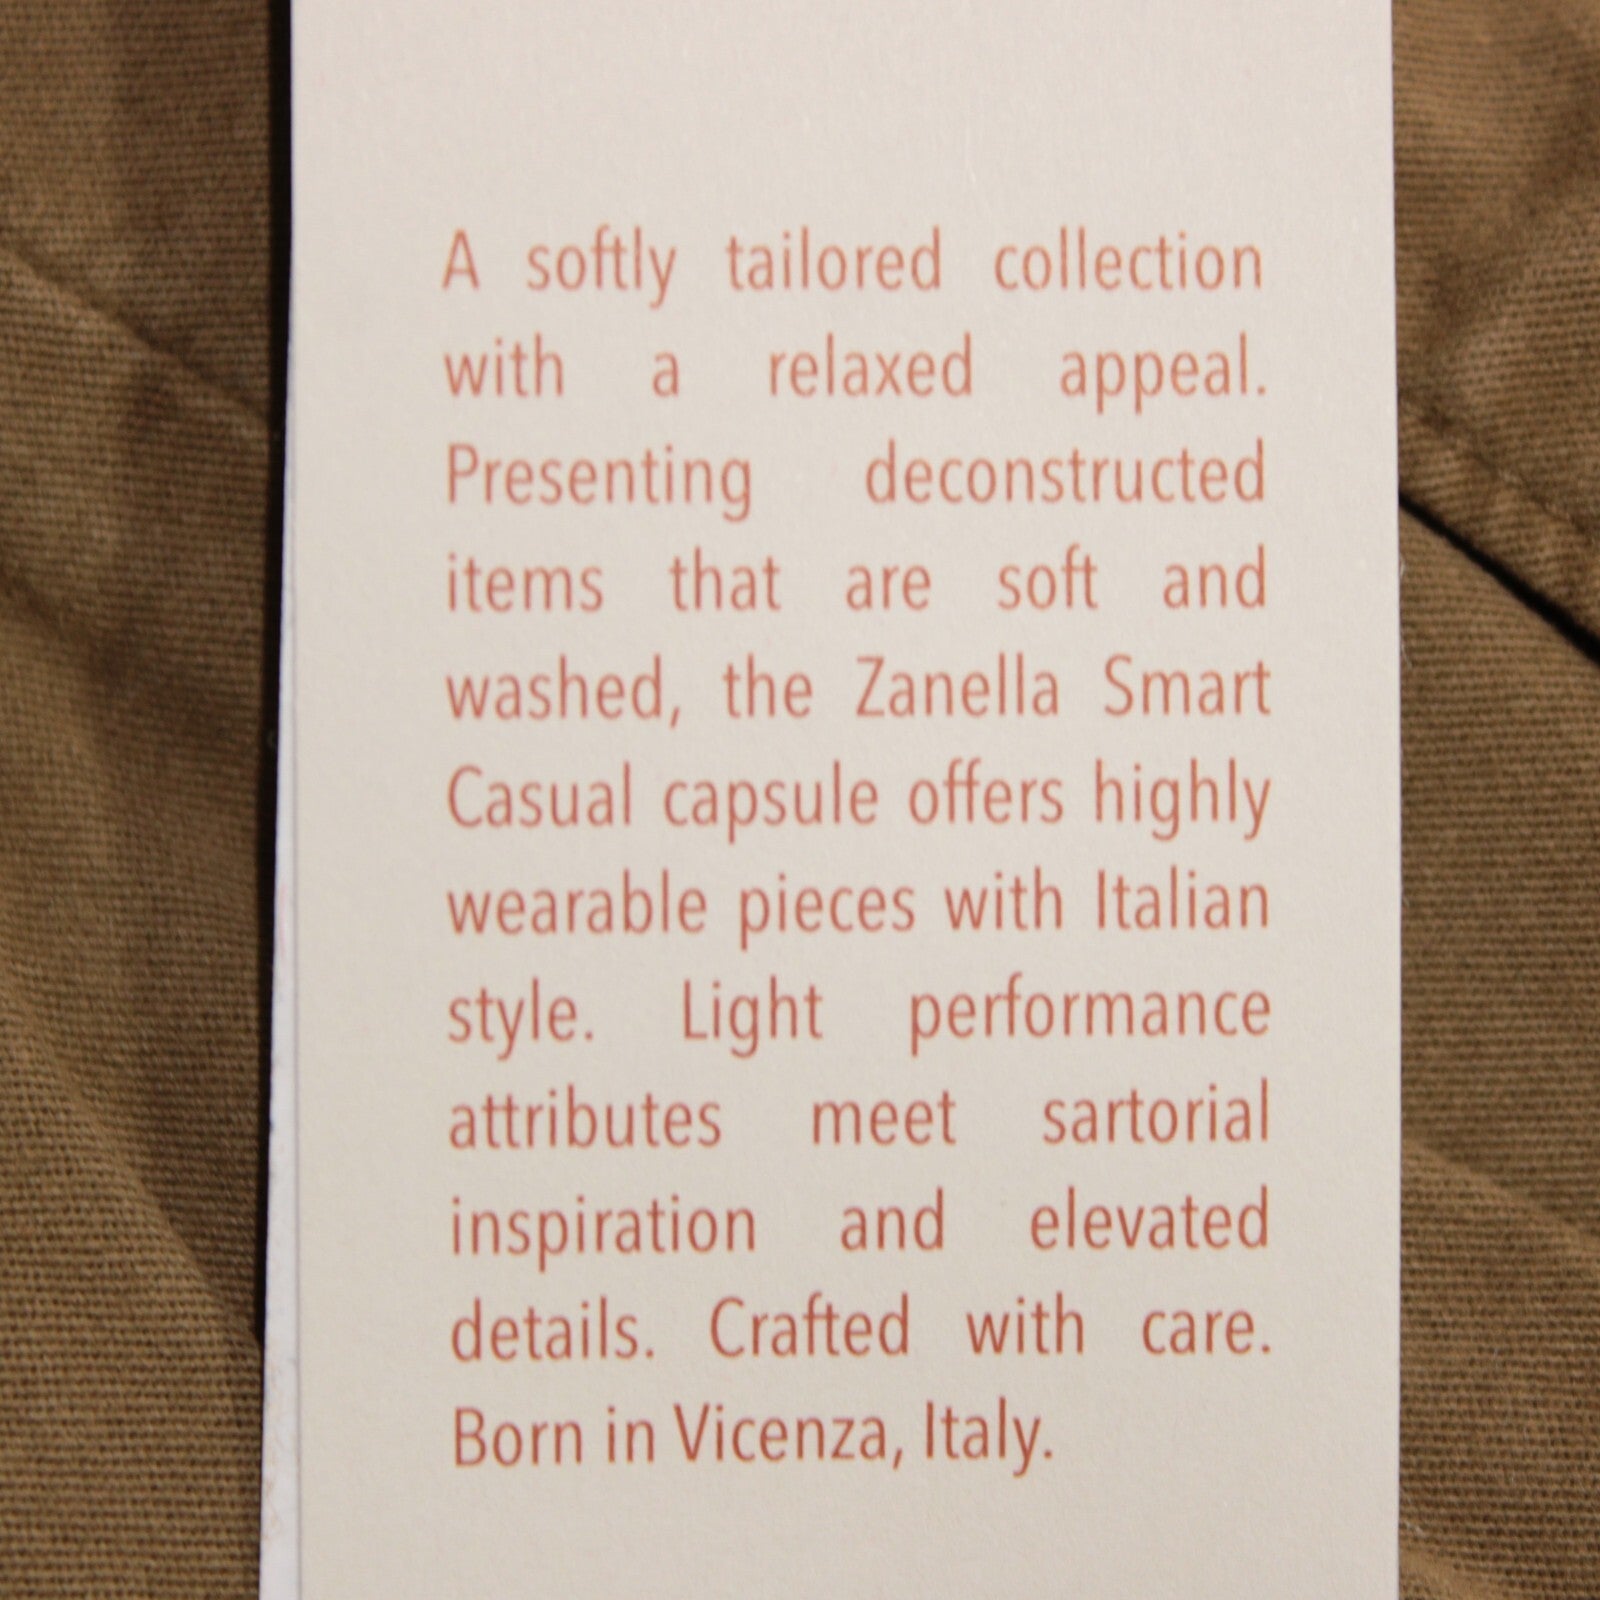 A softly tailored collection
with a relaxed appeal.
Presenting deconstructed
items that are soft and
washed, the Zanella Smart
Casual capsule offers highly
wearable pieces with Italian
style. Light performance
attributes meet sartorial
inspiration and elevated
details. Crafted with care.
Born in Vicenza, Italy.